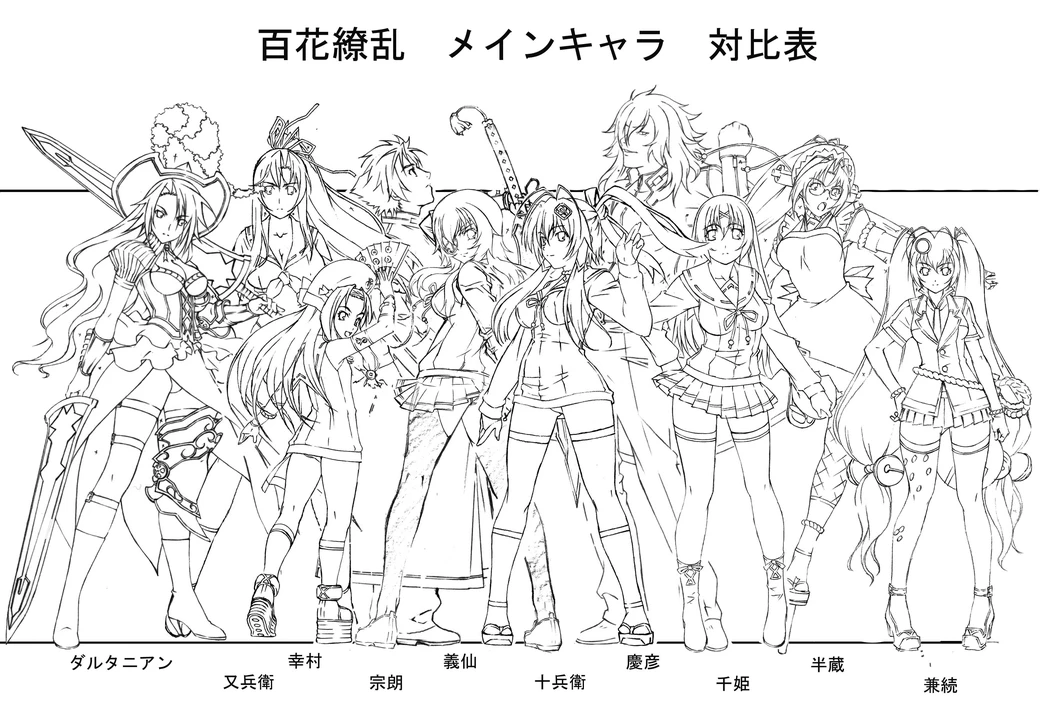 百花繚乱　メインキャラ　対比表
ダルタニアン
又兵衛
幸村
宗朗
義仙
十兵衛
慶彦
千姫
半蔵
兼続